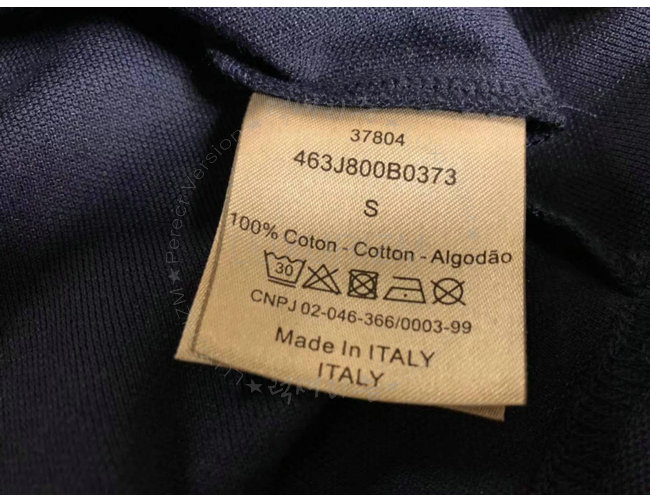 37804
463J800B0373
S
100% Coton - Cotton - Algodão
30
CNPJ 02-046-366/0003-99
Made In ITALY
ITALY